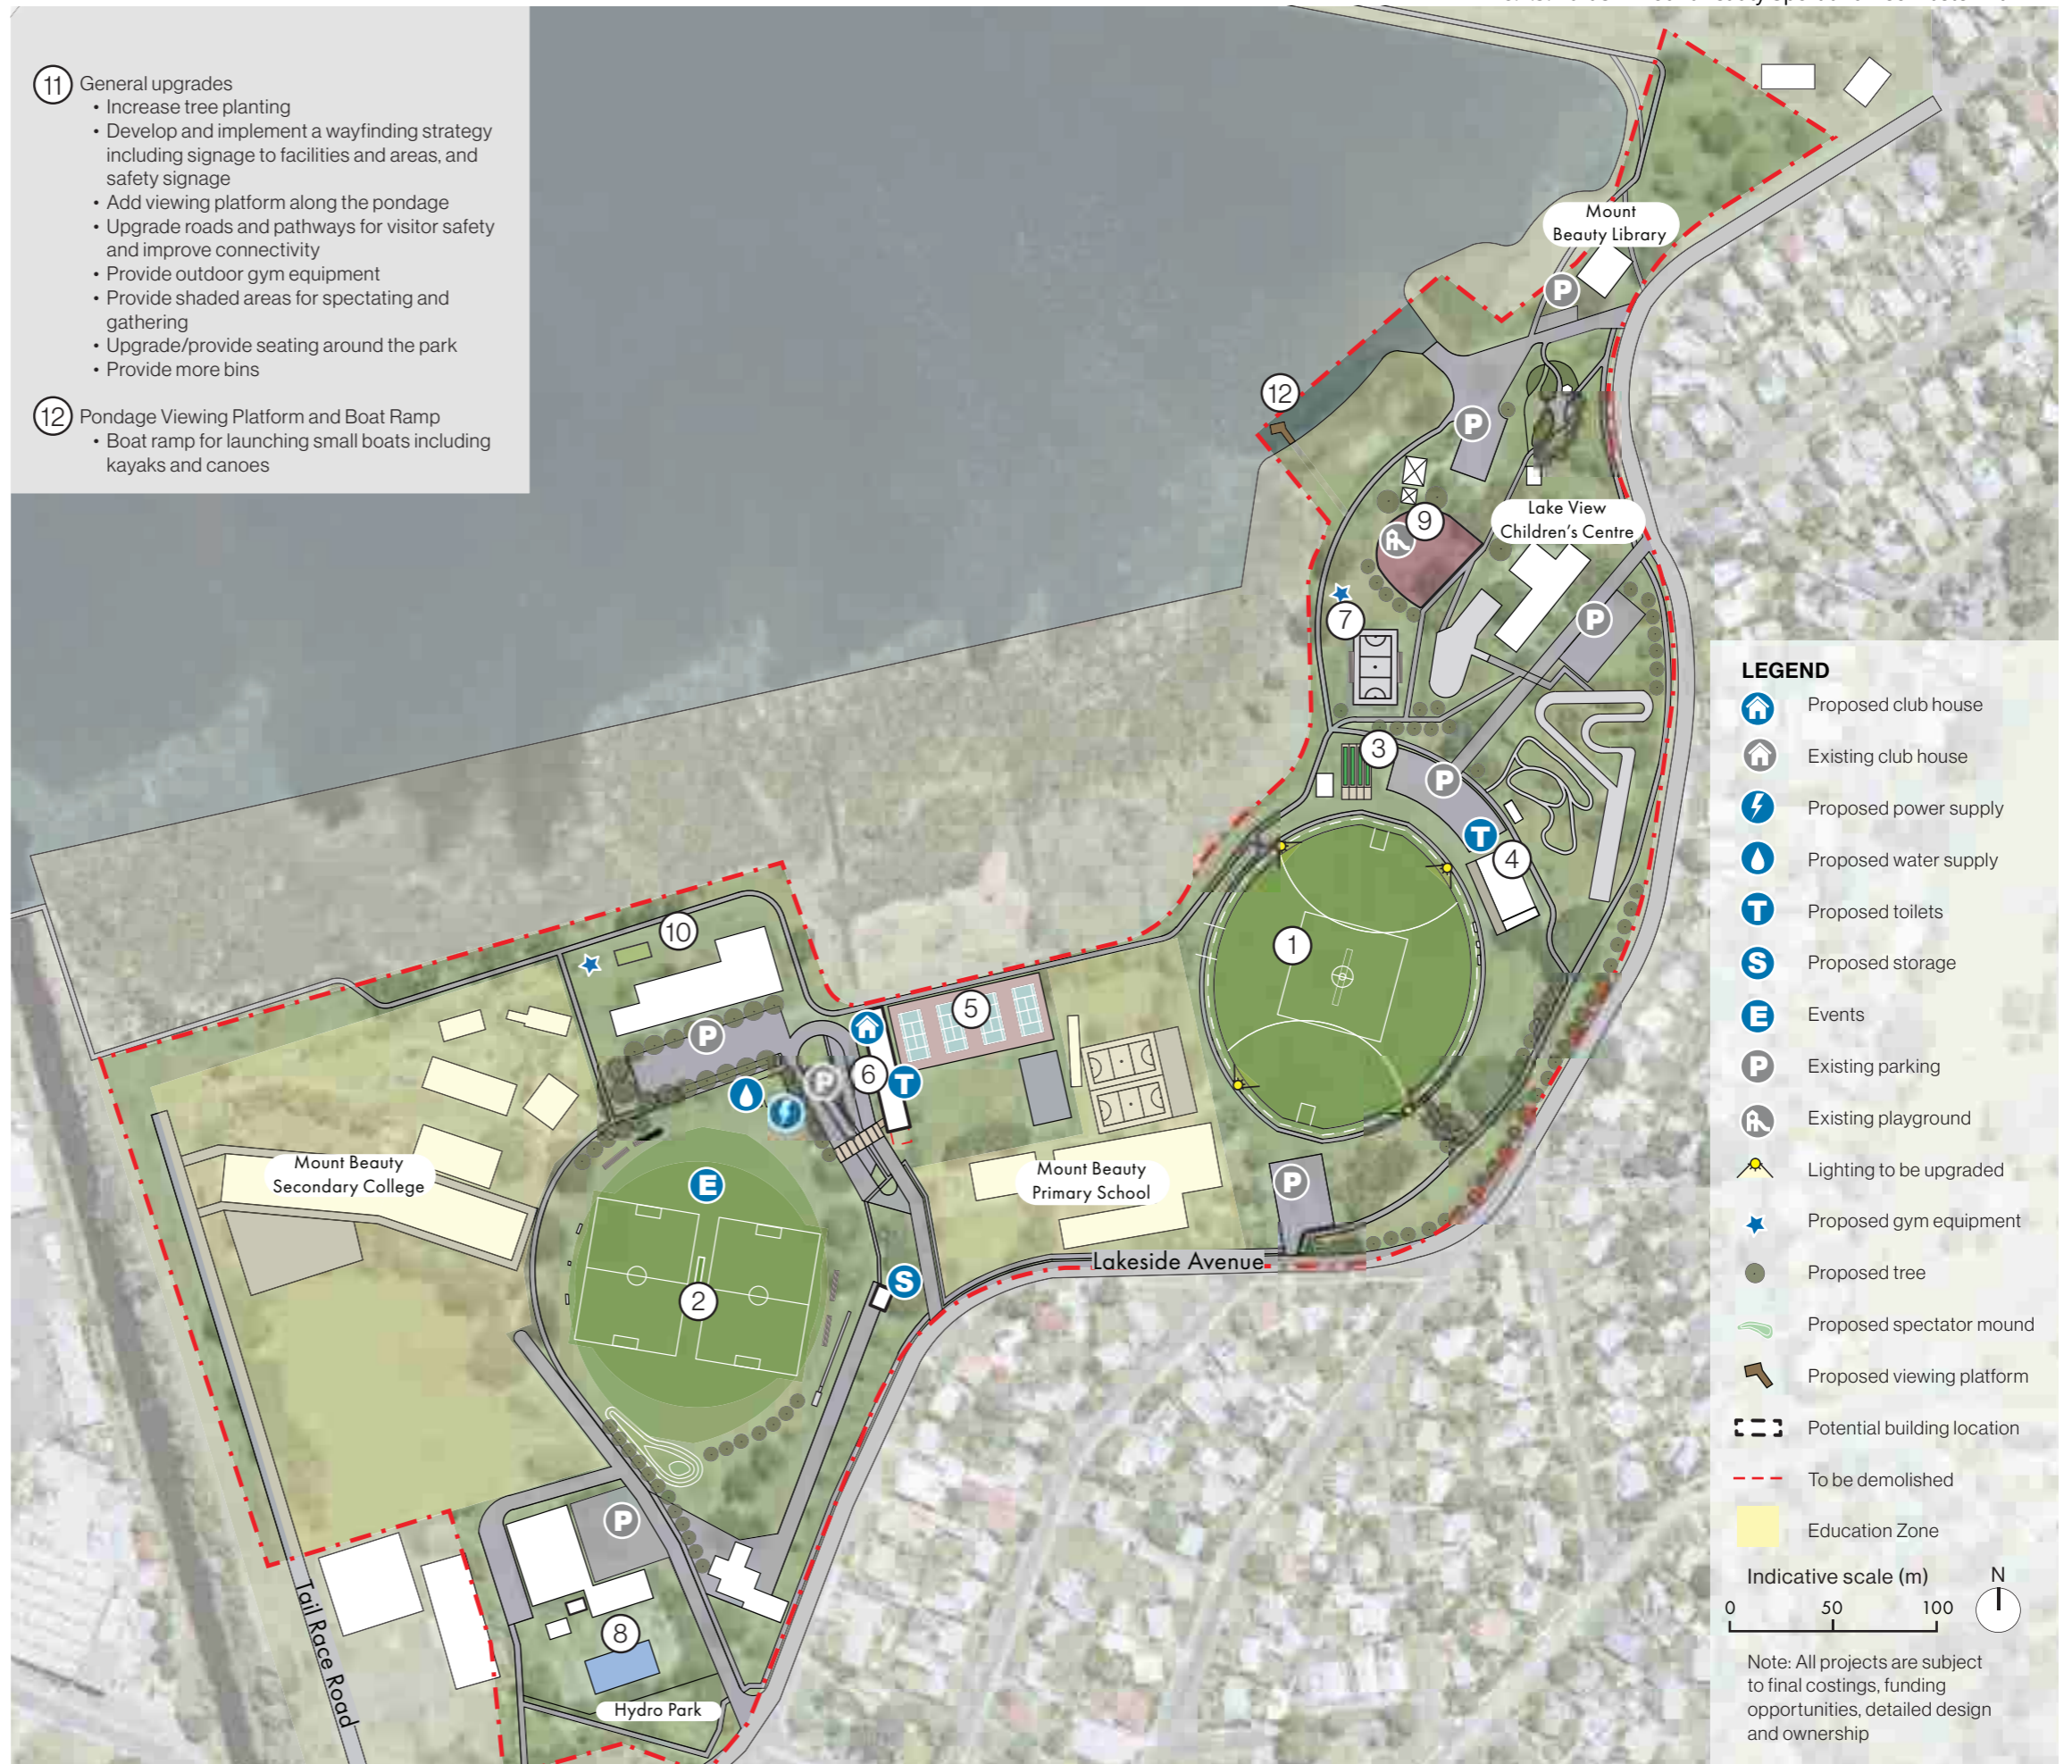 11 General upgrades
• Increase tree planting
• Develop and implement a wayfinding strategy
including signage to facilities and areas, and
safety signage
• Add viewing platform along the pondage
• Upgrade roads and pathways for visitor safety
and improve connectivity
• Provide outdoor gym equipment
• Provide shaded areas for spectating and
gathering
• Upgrade/provide seating around the park
• Provide more bins
12 Pondage Viewing Platform and Boat Ramp
• Boat ramp for launching small boats including
kayaks and canoes
Mount
Beauty Library
P
12
P
9
Lake View
Children's Centre
7
P
3
P
T
4
1
10
5
P
6
T
P
E
Mount Beauty
Secondary College
Mount Beauty
Primary School
P
Lakeside Avenue
S
2
P
8
Hydro Park
Tail Race Road
LEGEND
Proposed club house
Existing club house
Proposed power supply
Proposed water supply
T Proposed toilets
S Proposed storage
E Events
P Existing parking
Existing playground
Lighting to be upgraded
Proposed gym equipment
Proposed tree
Proposed spectator mound
Proposed viewing platform
Potential building location
To be demolished
Education Zone
Indicative scale (m)
N
0 50 100
Note: All projects are subject
to final costings, funding
opportunities, detailed design
and ownership